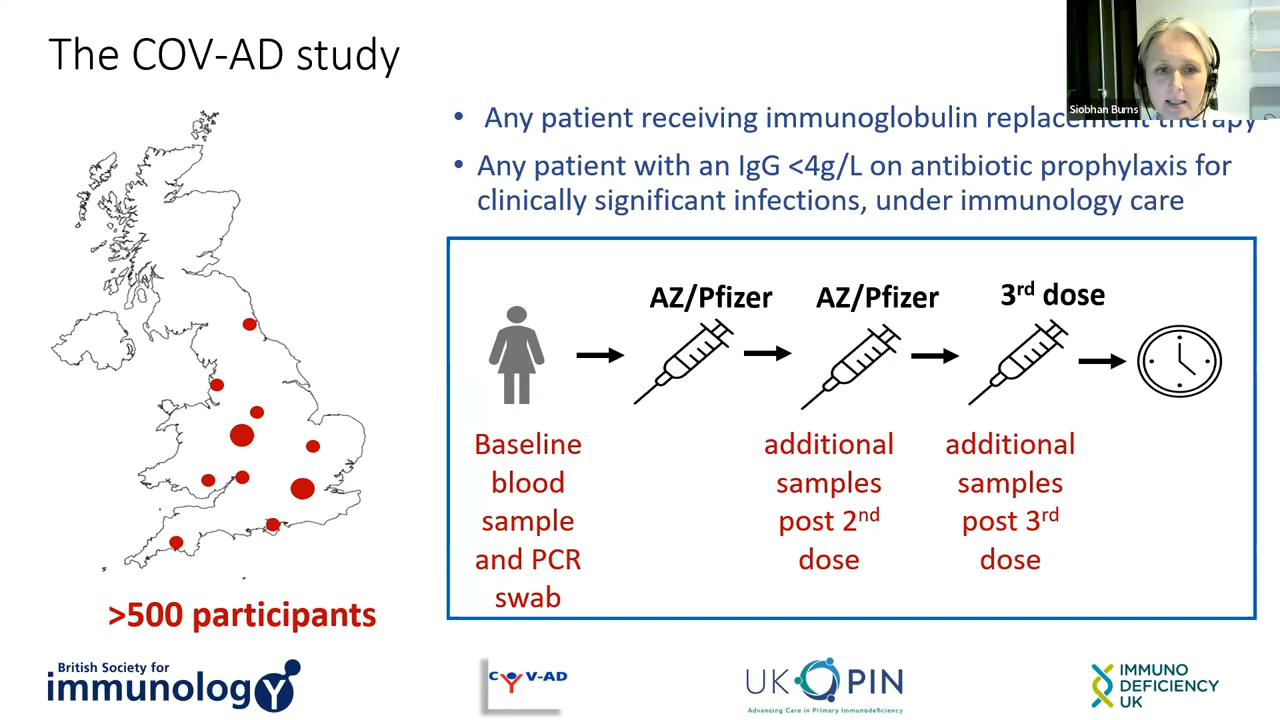 The COV-AD study
Siobhan Burns
• Any patient receiving immunoglobulin replacement therapy
• Any patient with an IgG <4g/L on antibiotic prophylaxis for
clinically significant infections, under immunology care
AZ/Pfizer
AZ/Pfizer
3rd dose
Baseline
blood
sample
and PCR
swab
additional
samples
post 2nd
dose
additional
samples
post 3rd
dose
>500 participants
British Society for
immunology
COV-AD
UK PIN
Advancing Care in Primary Immunodeficiency
IMMUNO
DEFICIENCY
UK